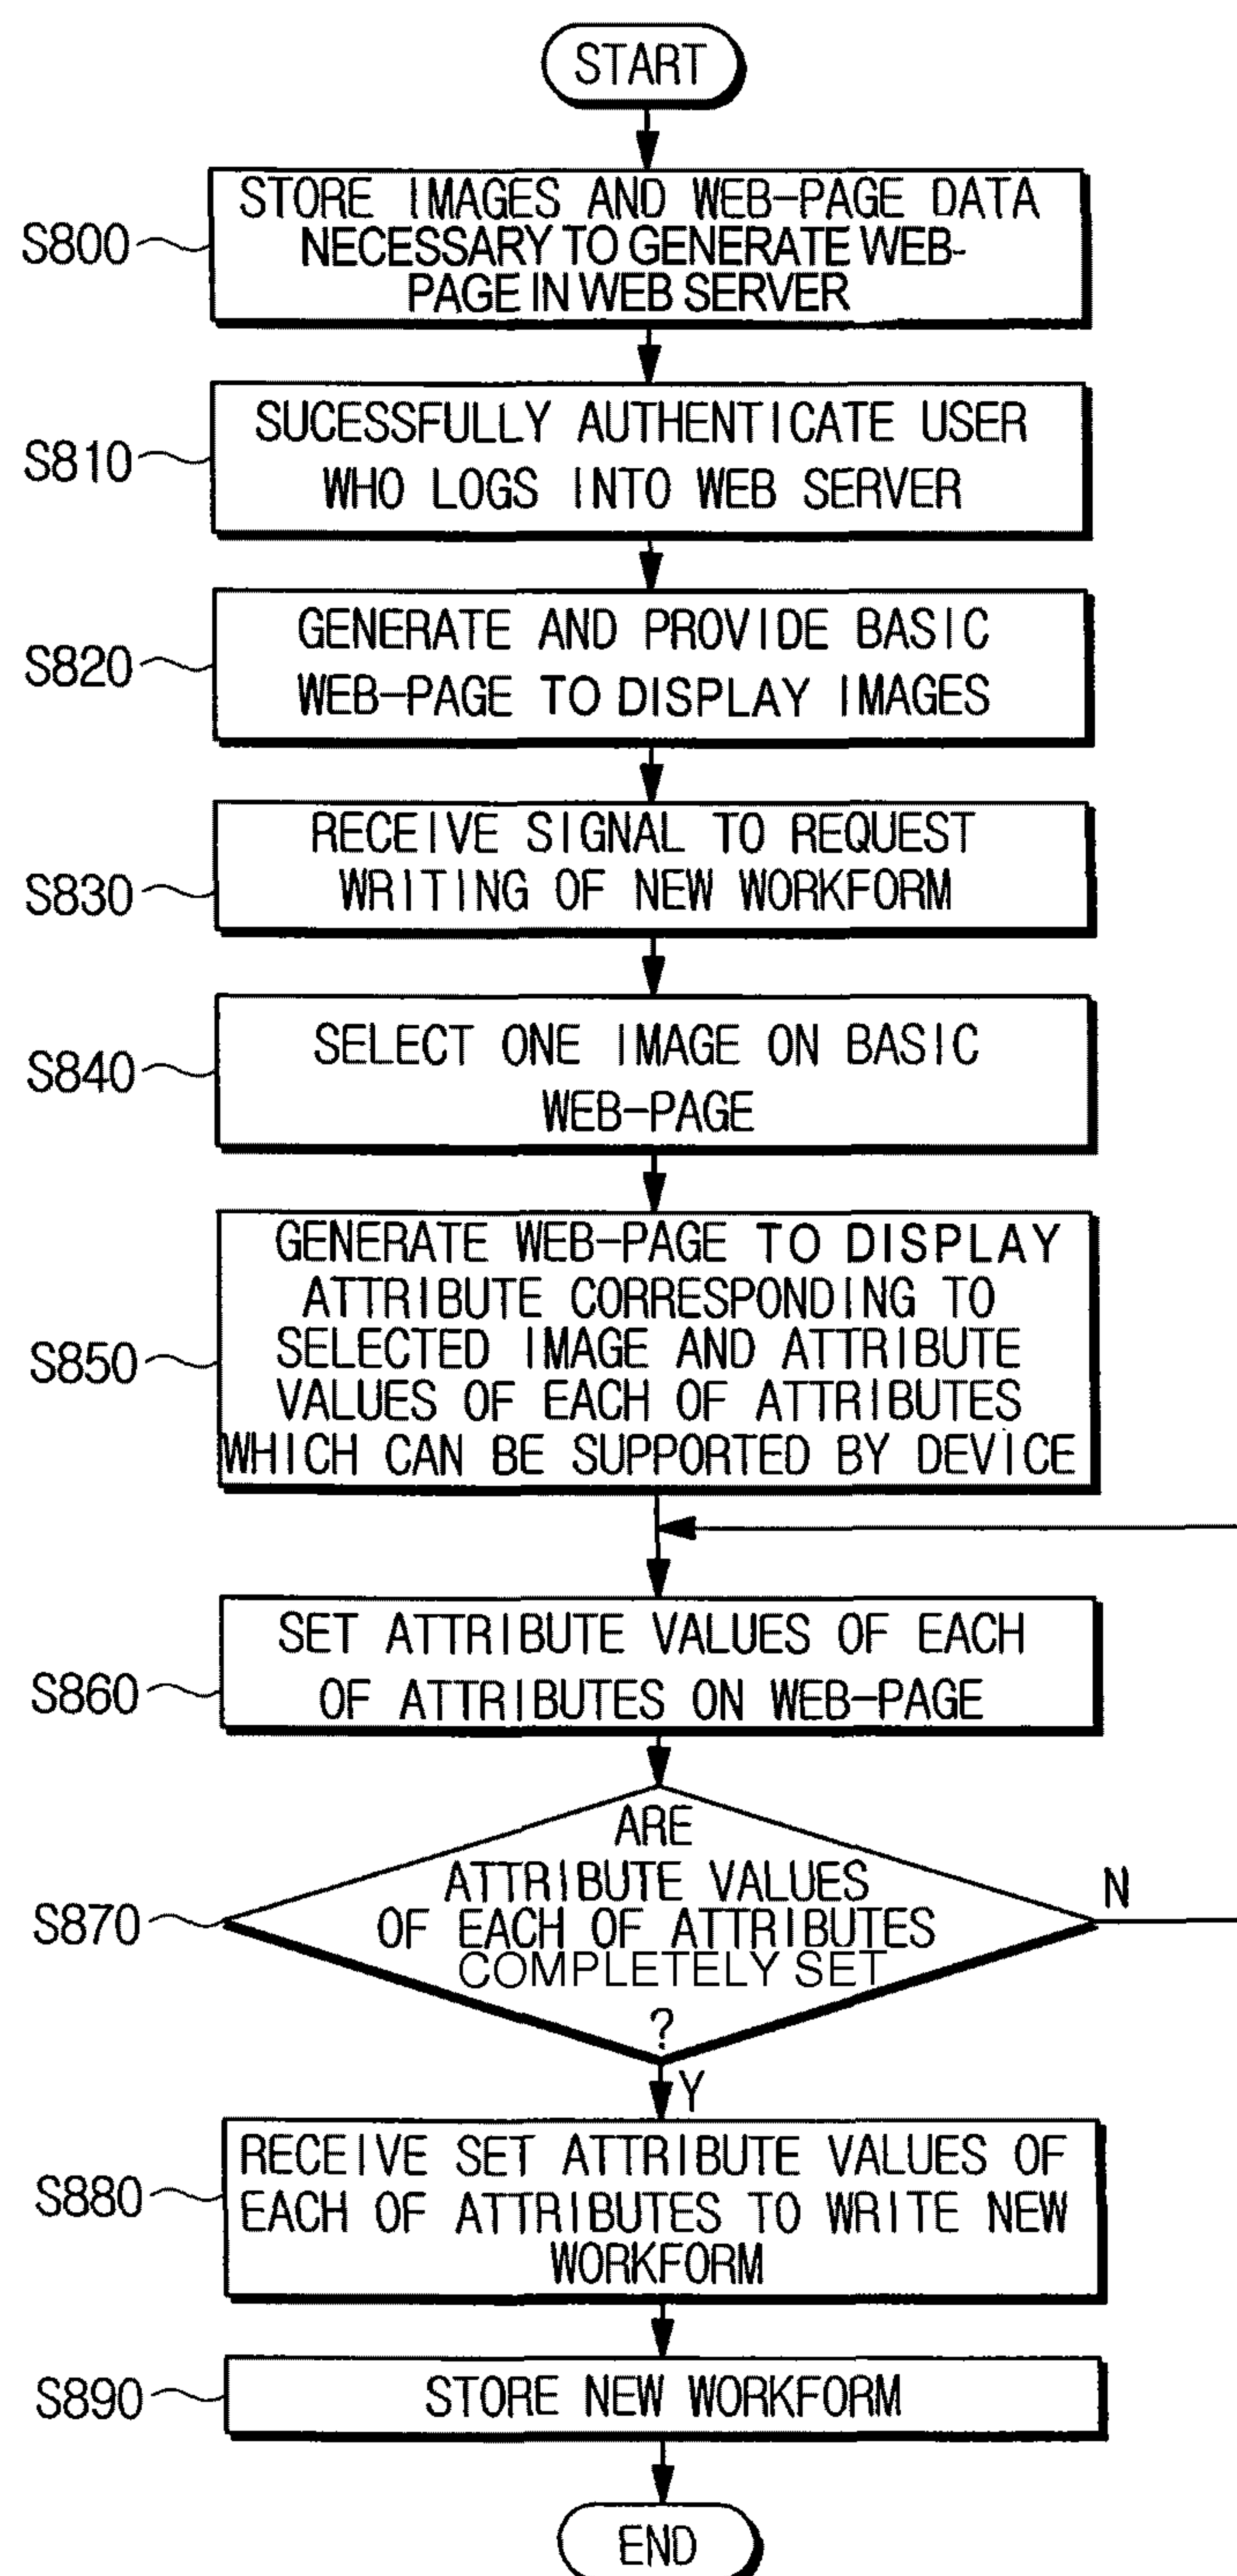 START
S800
STORE IMAGES AND WEB-PAGE DATA
NECESSARY TO GENERATE WEB-
PAGE IN WEB SERVER
S810
SUCESSFULLY AUTHENTICATE USER
WHO LOGS INTO WEB SERVER
S820
GENERATE AND PROVIDE BASIC
WEB-PAGE TO DISPLAY IMAGES
S830
RECEIVE SIGNAL TO REQUEST
WRITING OF NEW WORKFORM
S840
SELECT ONE IMAGE ON BASIC
WEB-PAGE
S850
GENERATE WEB-PAGE TO DISPLAY
ATTRIBUTE CORRESPONDING TO
SELECTED IMAGE AND ATTRIBUTE
VALUES OF EACH OF ATTRIBUTES
WHICH CAN BE SUPPORTED BY DEVICE
S860
SET ATTRIBUTE VALUES OF EACH
OF ATTRIBUTES ON WEB-PAGE
S870
ARE
ATTRIBUTE VALUES
OF EACH OF ATTRIBUTES
COMPLETELY SET
?
N
Y
S880
RECEIVE SET ATTRIBUTE VALUES OF
EACH OF ATTRIBUTES TO WRITE NEW
WORKFORM
S890
STORE NEW WORKFORM
END